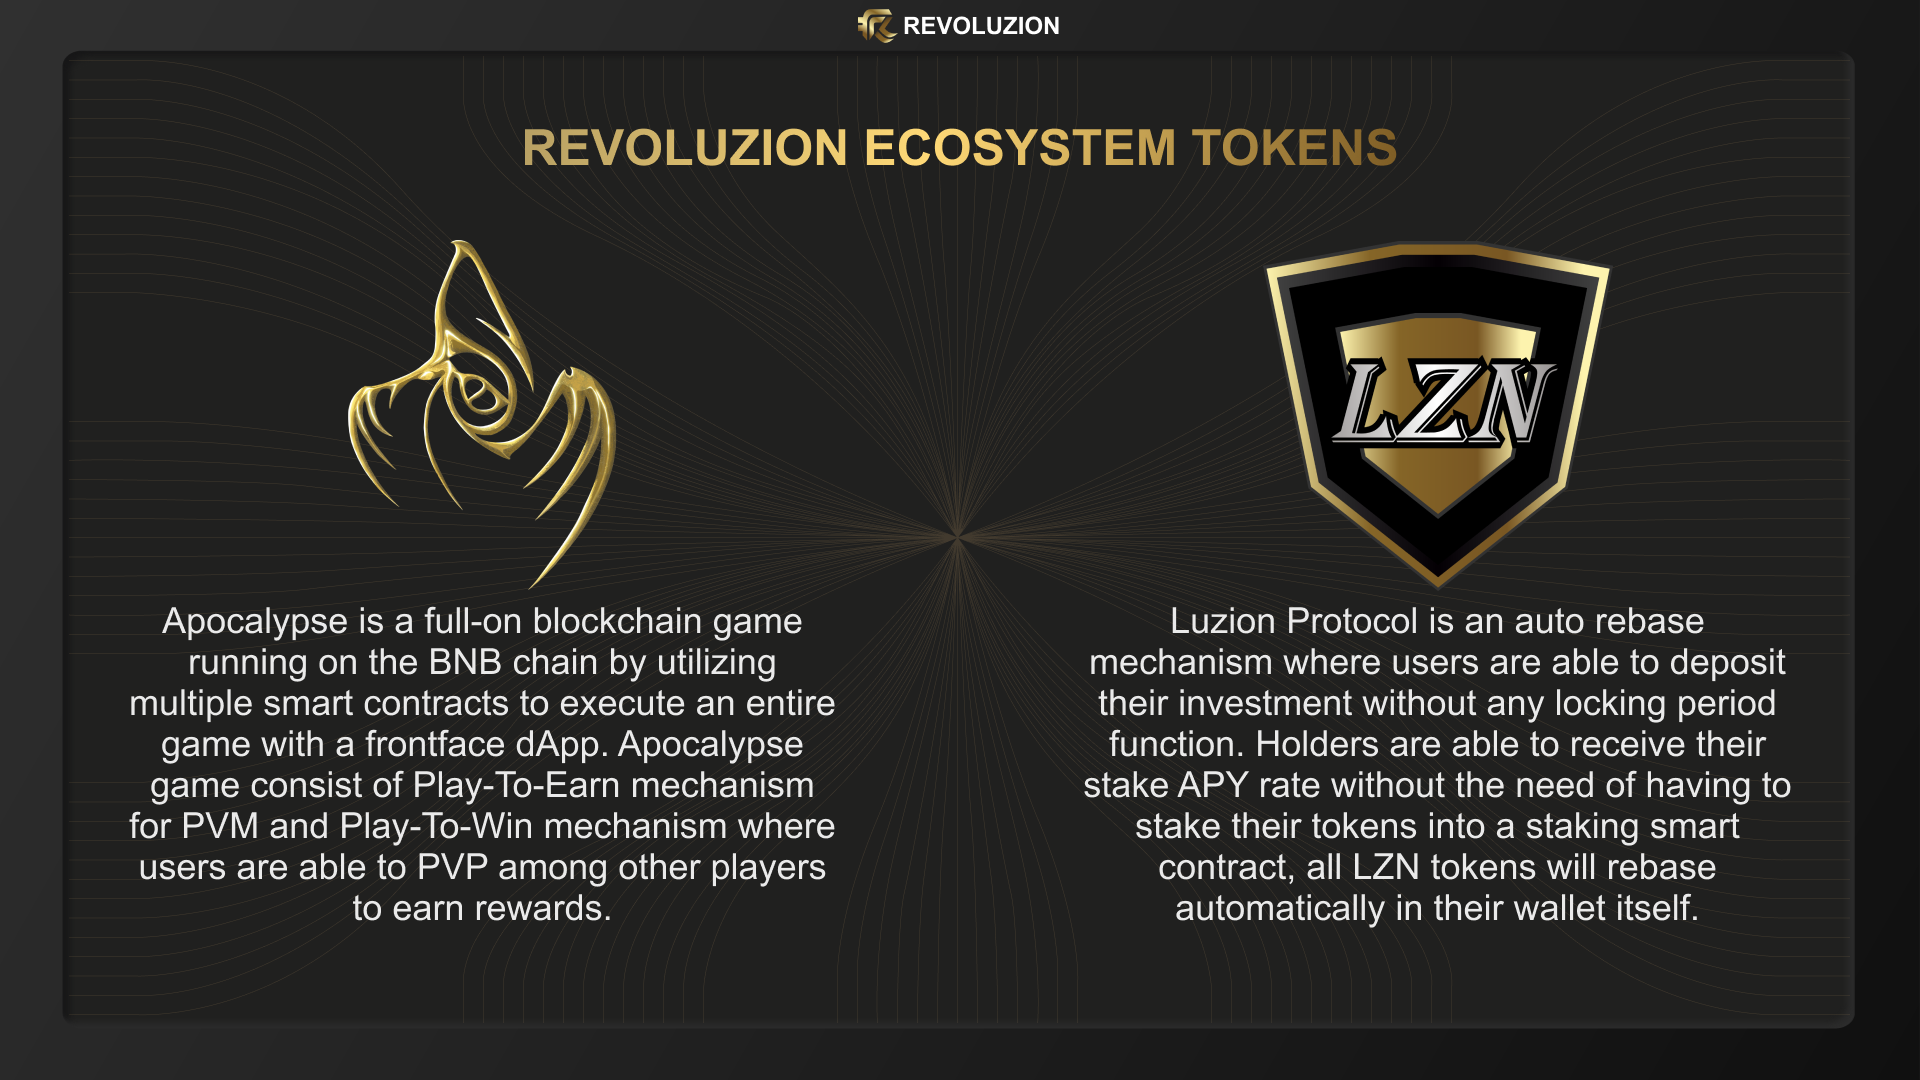 REVOLUZION
REVOLUZION ECOSYSTEM TOKENS
LZN
Apocalypse is a full-on blockchain game
running on the BNB chain by utilizing
multiple smart contracts to execute an entire
game with a frontface dApp. Apocalypse
game consist of Play-To-Earn mechanism
for PVM and Play-To-Win mechanism where
users are able to PVP among other players
to earn rewards.
Luzion Protocol is an auto rebase
mechanism where users are able to deposit
their investment without any locking period
function. Holders are able to receive their
stake APY rate without the need of having to
stake their tokens into a staking smart
contract, all LZN tokens will rebase
automatically in their wallet itself.